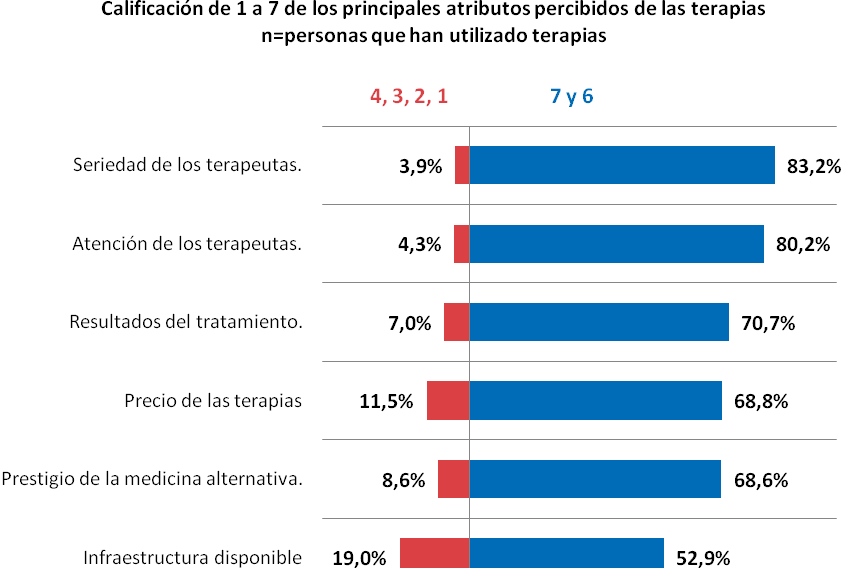 Calificación de 1 a 7 de los principales atributos percibidos de las terapias
n=personas que han utilizado terapias
4, 3, 2, 1 7 y 6
Seriedad de los terapeutas. 3,9% 83,2%
Atención de los terapeutas. 4,3% 80,2%
Resultados del tratamiento. 7,0% 70,7%
Precio de las terapias 11,5% 68,8%
Prestigio de la medicina alternativa. 8,6% 68,6%
Infraestructura disponible 19,0% 52,9%